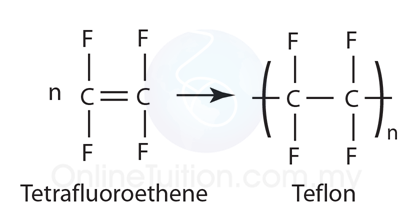 F F F F
n C = C → ( C — C )
n
F F F F
OnlineTuition.com.my
Tetrafluoroethene Teflon